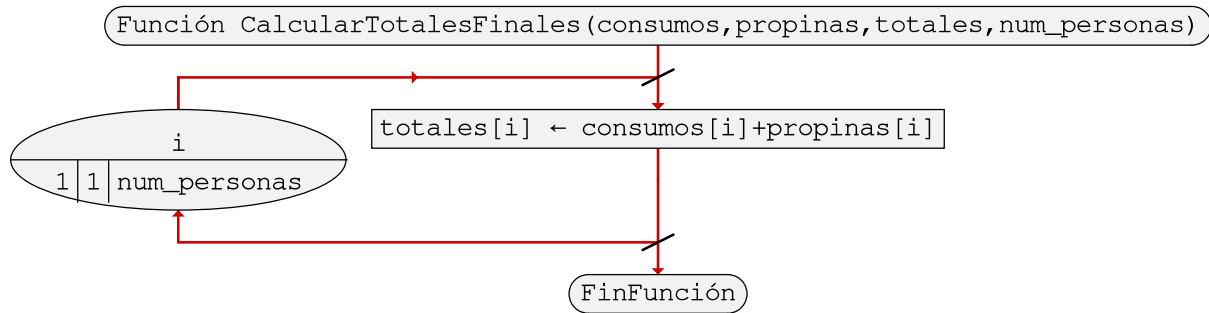 Función CalcularTotalesFinales(consumos,propinas,totales,num_personas)
totales[i] ← consumos[i]+propinas[i]
i
1 1 num_personas
FinFunción